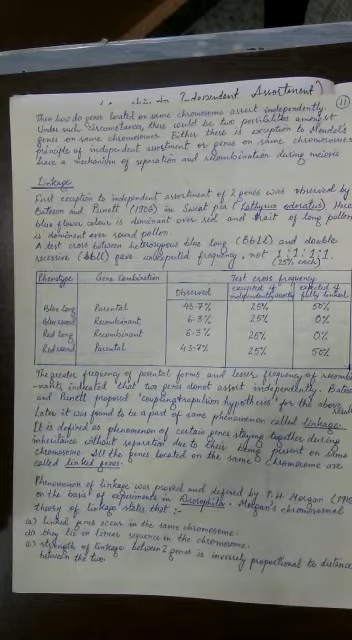 Independent Assortment)
11
Then how do genes located on same chromosome assort independently.
Under such circumstances, there could be two possibilities amongst
genes on same chromosomes. Either there is exception to Mendel's
principle of independent assortment or genes on same chromosomes
have a mechanism of separation and recombination during meiosis
Linkage
First exception to independent assortment of 2 genes was observed by
Bateson and Punett (1906) in Sweat pea (Lathyrus odoratus) Here
blue flower colour is dominant over red and trait of long pollen
is dominant over round pollen.
A test cross between heterozygous blue long (BbLl) and double
recessive (bbll) gave unexpected frequency, not 1:1:1:1.
(25% each)
Phenotype Gene Combination Test cross frequency
Observed expected if independently assorty expected if fully linked
Blue long Parental 43.7% 25% 50%
Blue round Recombinant 6.3% 25% 0%
Red long Recombinant 6.3% 25% 0%
Red round Parental 43.7% 25% 50%
The greater frequency of parental forms and lesser frequency of recombi
-nants indicated that two genes donot assort independently. Bates
and Punett proposed "coupling & repulsion hypothesis" for the above
Later it was found to be a part of same phenomenon called linkage.
It is defined as phenomenon of certain genes staying together during
inheritance without separation due to their being present on same
chromosome. All the genes located on the same chromosome are
called linked genes.
Phenomenon of linkage was proved and defined by T. H. Morgan (1910
on the basis of experiments in Drosophila. Morgan's chromosomal
theory of linkage states that :-
(a) linked genes occur in the same chromosome.
(b) they lie in linear sequence in the chromosome.
(c) strength of linkage between 2 genes is inversely proportional to distance
between the two.